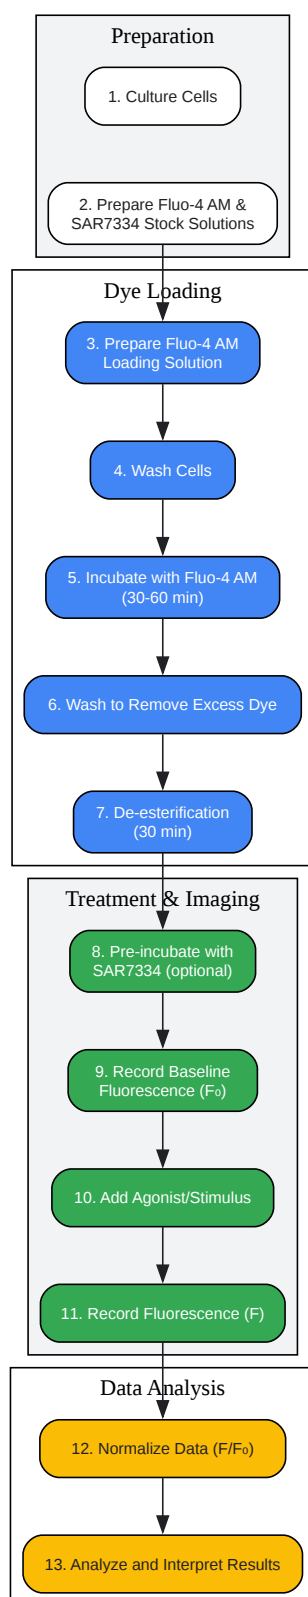 Preparation
1. Culture Cells
2. Prepare Fluo-4 AM &
SAR7334 Stock Solutions
Dye Loading
3. Prepare Fluo-4 AM
Loading Solution
4. Wash Cells
5. Incubate with Fluo-4 AM
(30-60 min)
6. Wash to Remove Excess Dye
7. De-esterification
(30 min)
Treatment & Imaging
8. Pre-incubate with
SAR7334 (optional)
9. Record Baseline
Fluorescence (F₀)
10. Add Agonist/Stimulus
11. Record Fluorescence (F)
Data Analysis
12. Normalize Data (F/F₀)
13. Analyze and Interpret Results